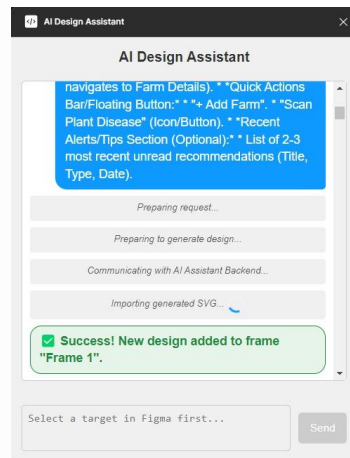 AI Design Assistant
AI Design Assistant
navigates to Farm Details). * *Quick Actions
Bar/Floating Button:* * "+ Add Farm". * "Scan
Plant Disease" (Icon/Button). * *Recent
Alerts/Tips Section (Optional):* * List of 2-3
most recent unread recommendations (Title,
Type, Date).
Preparing request...
Preparing to generate design...
Communicating with AI Assistant Backend...
Importing generated SVG...
✅ Success! New design added to frame
"Frame 1".
Select a target in Figma first...
Send